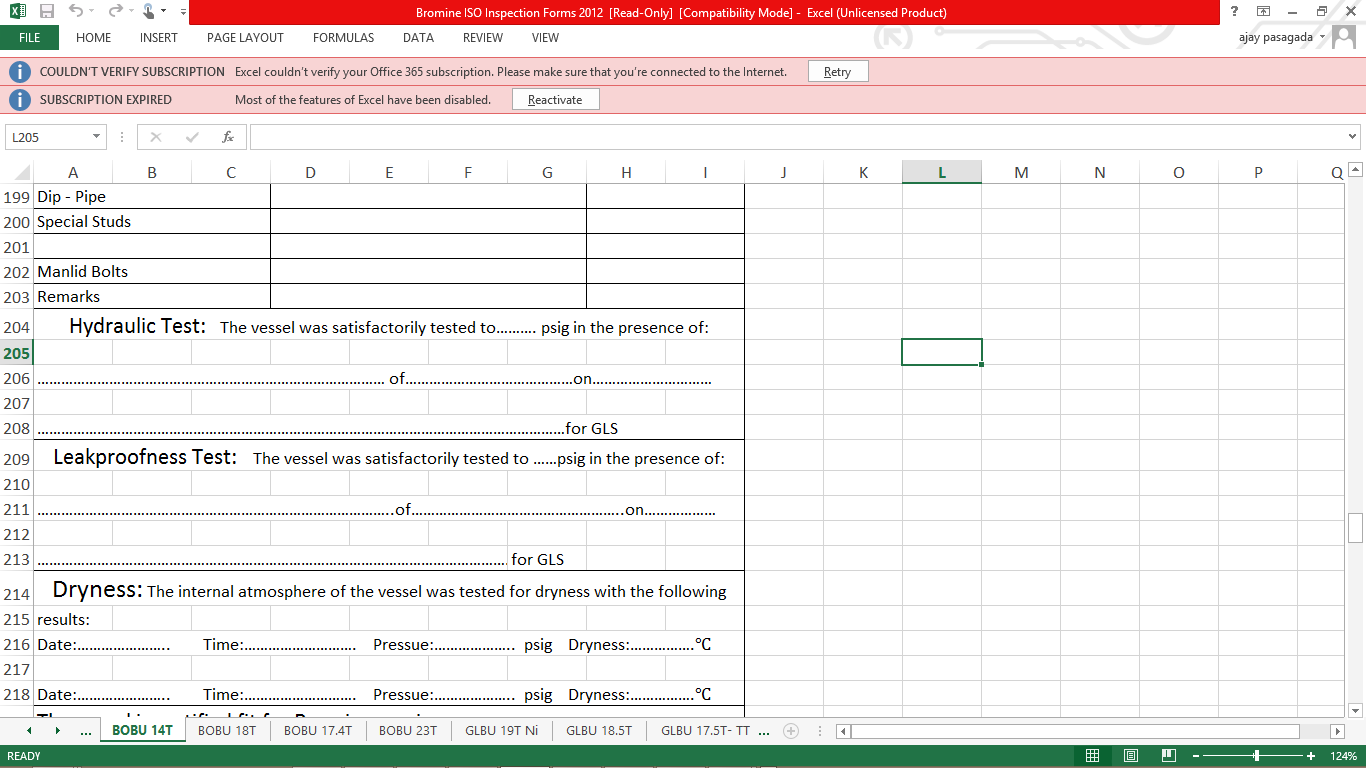 Bromine ISO Inspection Forms 2012 [Read-Only] [Compatibility Mode] - Excel (Unlicensed Product)
FILE HOME INSERT PAGE LAYOUT FORMULAS DATA REVIEW VIEW ajay pasagada
COULDN'T VERIFY SUBSCRIPTION Excel couldn't verify your Office 365 subscription. Please make sure that you're connected to the Internet. Retry
SUBSCRIPTION EXPIRED Most of the features of Excel have been disabled. Reactivate
L205 fx
A B C D E F G H I J K L M N O P Q
199 Dip - Pipe
200 Special Studs
201
202 Manlid Bolts
203 Remarks
204 Hydraulic Test: The vessel was satisfactorily tested to.......... psig in the presence of:
205
206 ....................................................................................... of..........................................on..............................
207
208 ....................................................................................................................................for GLS
209 Leakproofness Test: The vessel was satisfactorily tested to ......psig in the presence of:
210
211 .........................................................................................of.....................................................on..................
212
213 ...................................................................................................................... for GLS
214 Dryness: The internal atmosphere of the vessel was tested for dryness with the following
215 results:
216 Date:....................... Time:............................ Pressue:.................... psig Dryness:................°C
217
218 Date:....................... Time:............................ Pressue:.................... psig Dryness:................°C
... BOBU 14T BOBU 18T BOBU 17.4T BOBU 23T GLBU 19T Ni GLBU 18.5T GLBU 17.5T- TT ...
READY 124%